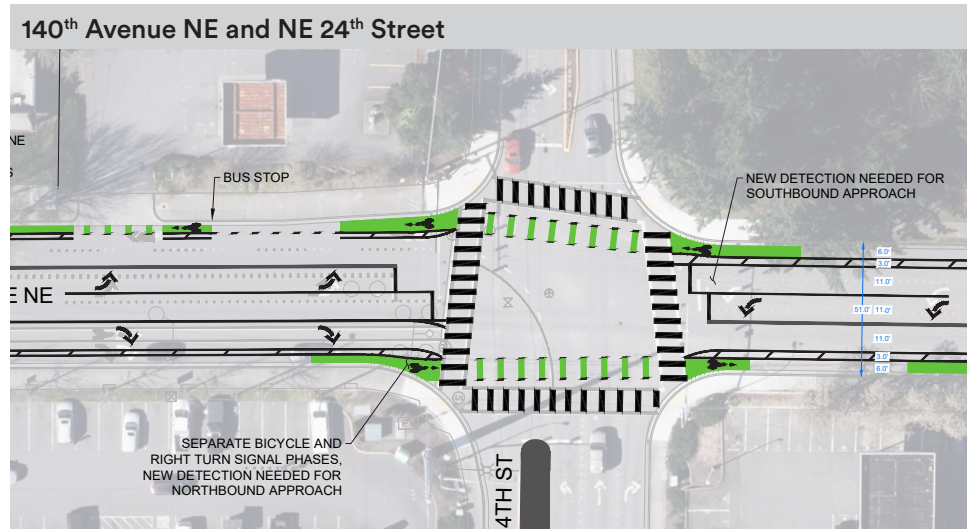 140th Avenue NE and NE 24th Street
NE
S
BUS STOP
NEW DETECTION NEEDED FOR
SOUTHBOUND APPROACH
E NE
6.0'
3.0'
11.0'
51.0' 11.0'
11.0'
3.0'
6.0'
SEPARATE BICYCLE AND
RIGHT TURN SIGNAL PHASES,
NEW DETECTION NEEDED FOR
NORTHBOUND APPROACH
4TH ST